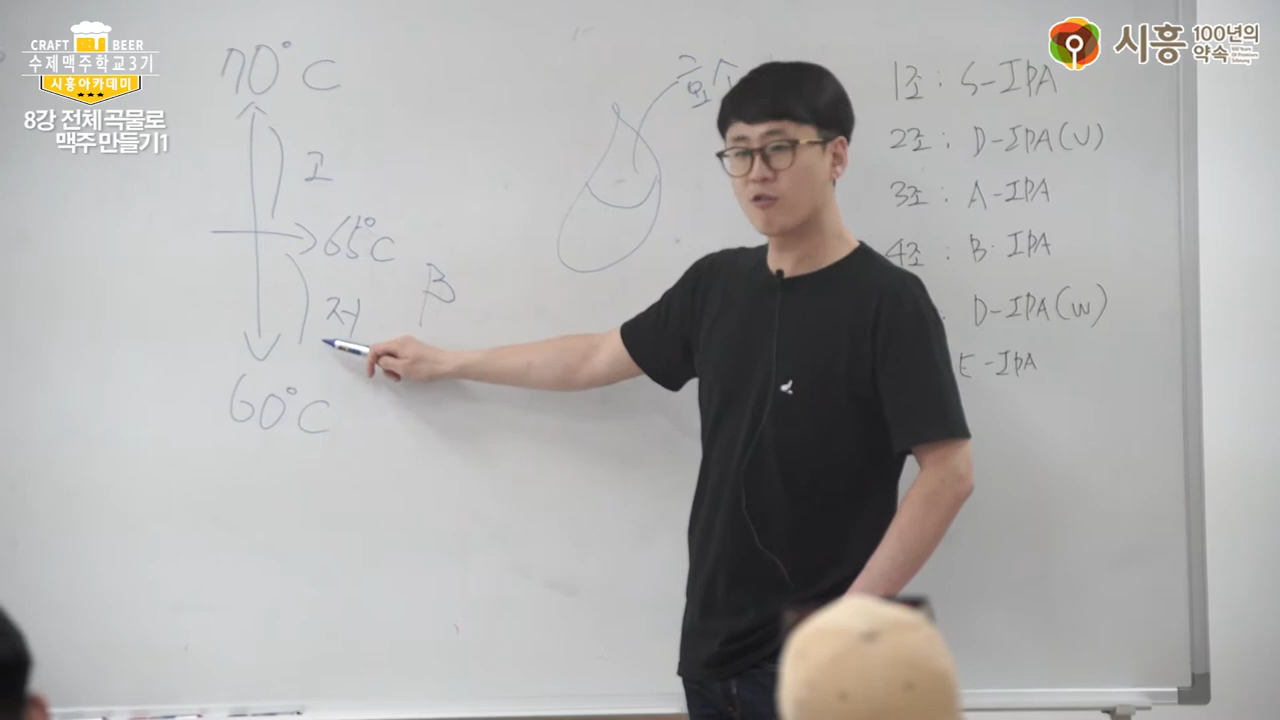 CRAFT BEER
수제맥주학교3기
시흥아카데미
8강 전체 곡물로
맥주 만들기1
시흥 100년의
약속
70°C
고
65°C
저
β
60°C
효소
1조 : S-IPA
2조 : D-IPA(V)
3조 : A-IPA
4조 : B-IPA
D-IPA(W)
E-IPA